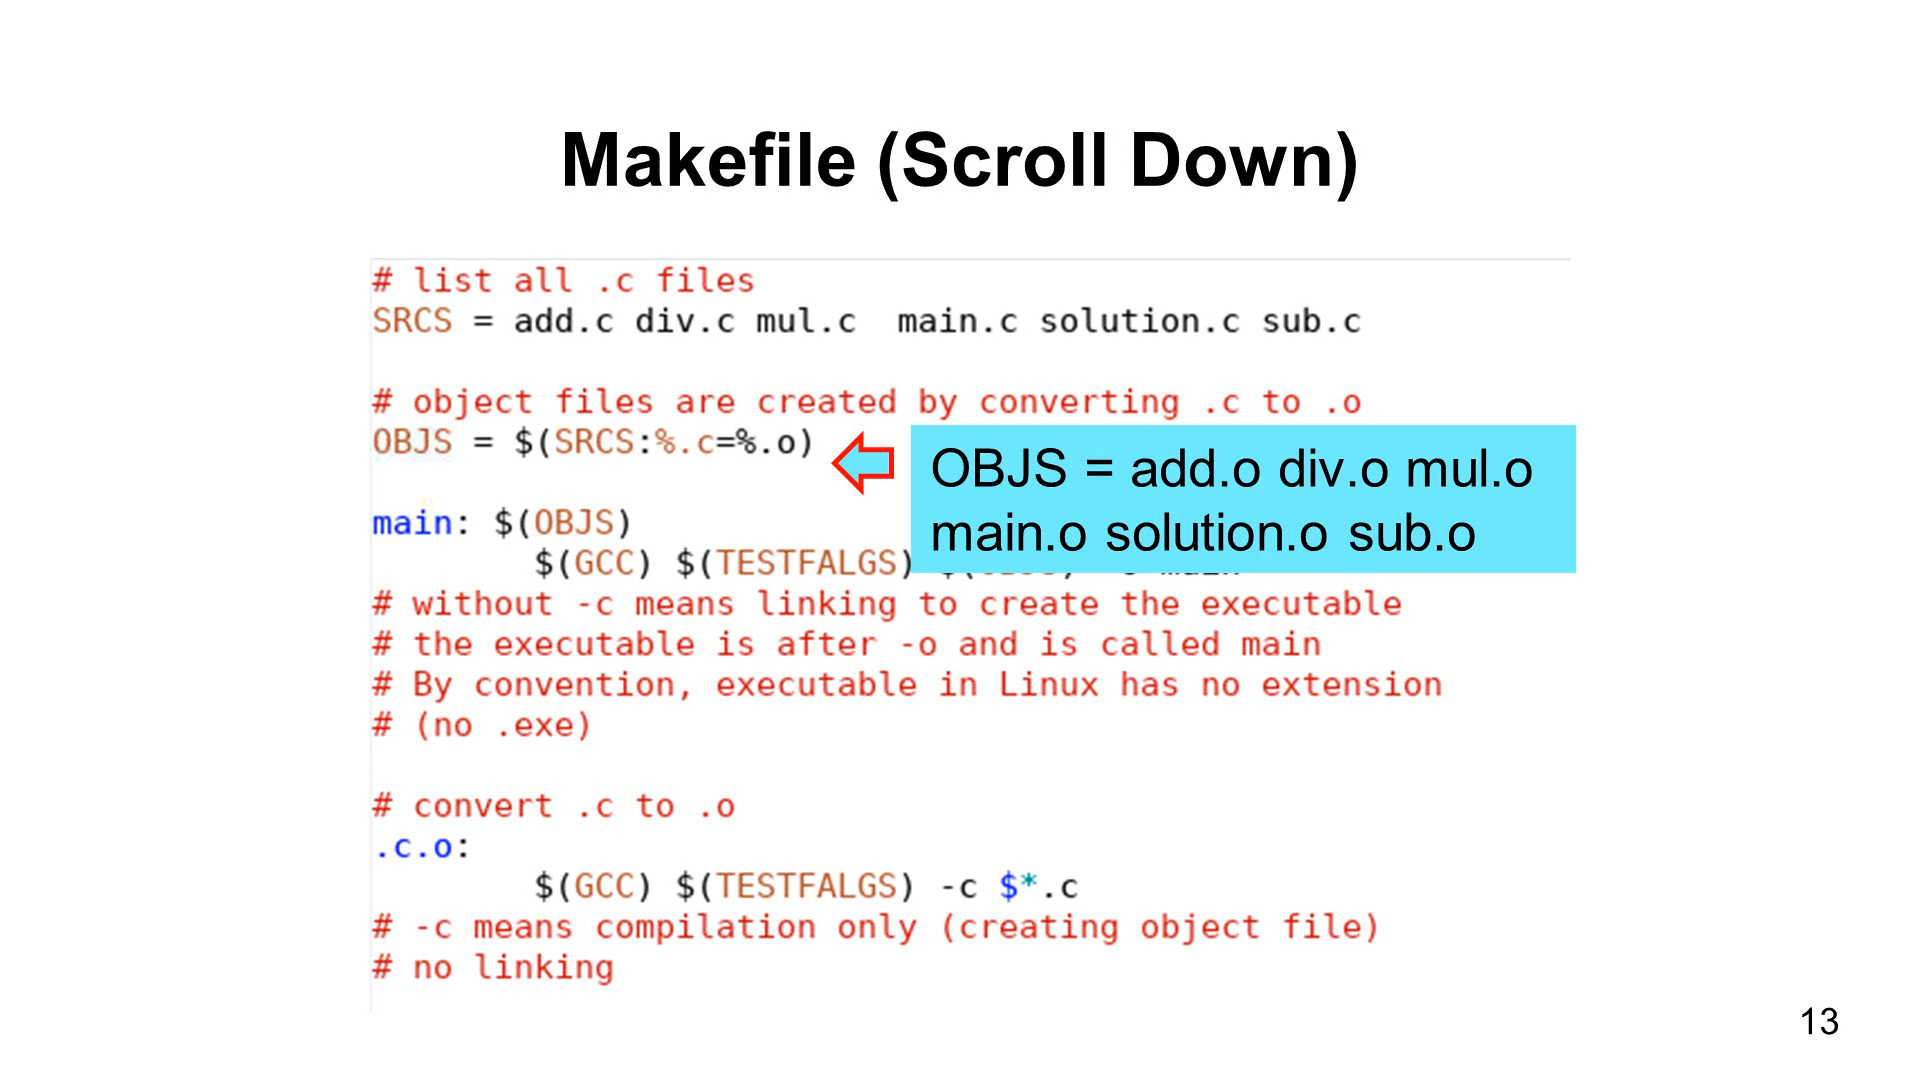 Makefile (Scroll Down)
# list all .c files
SRCS = add.c div.c mul.c  main.c solution.c sub.c
# object files are created by converting .c to .o
OBJS = $(SRCS:%.c=%.o)
OBJS = add.o div.o mul.o
main.o solution.o sub.o
main: $(OBJS)
$(GCC) $(TESTFALGS)
# without -c means linking to create the executable
# the executable is after -o and is called main
# By convention, executable in Linux has no extension
# (no .exe)
# convert .c to .o
.c.o:
$(GCC) $(TESTFALGS) -c $*.c
# -c means compilation only (creating object file)
# no linking
13